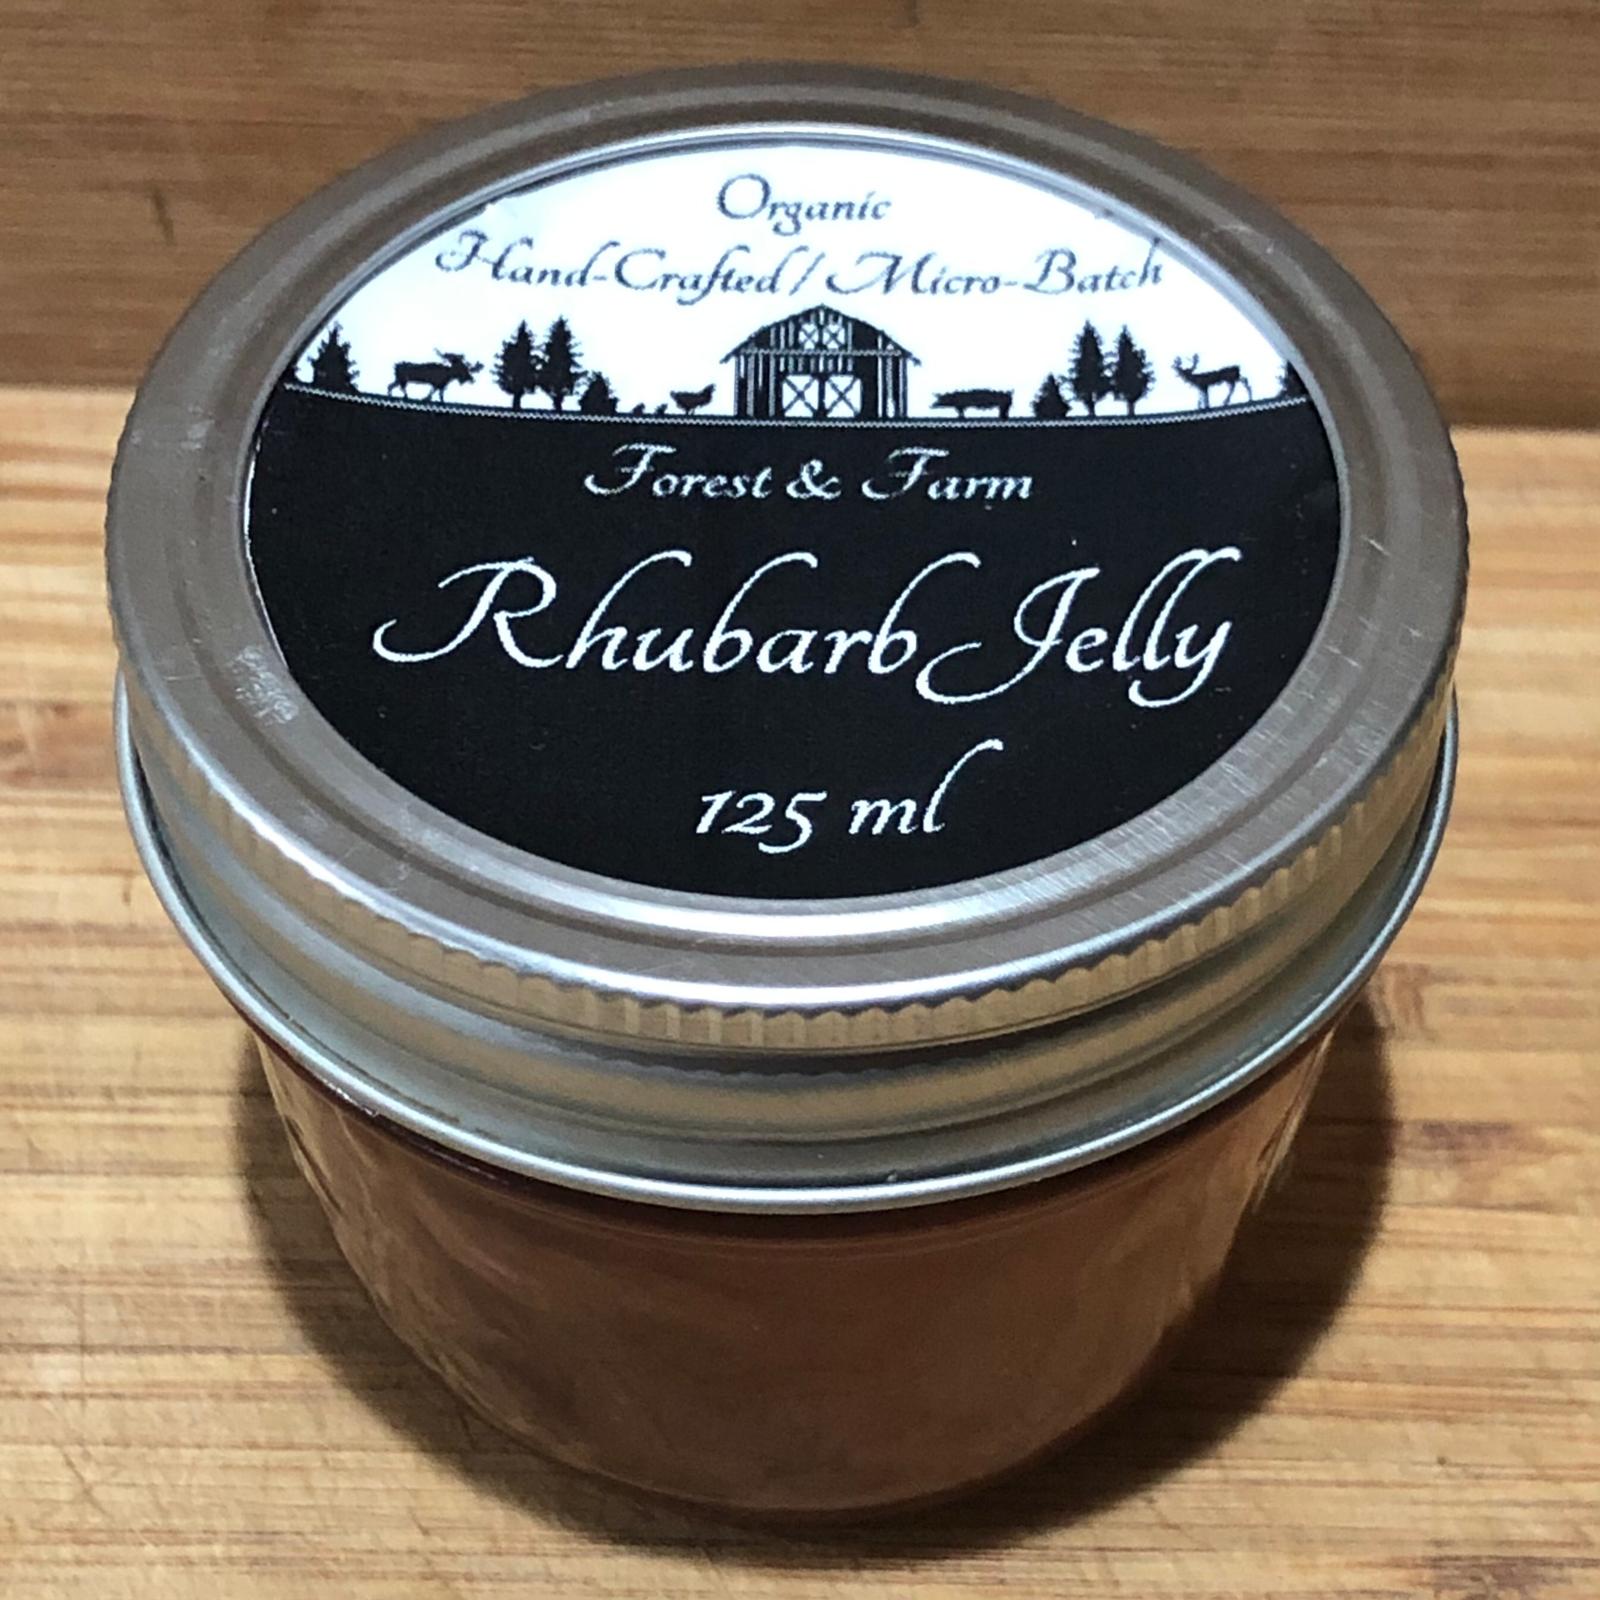 Organic
Hand-Crafted / Micro-Batch
Forest & Farm
Rhubarb Jelly
125 ml